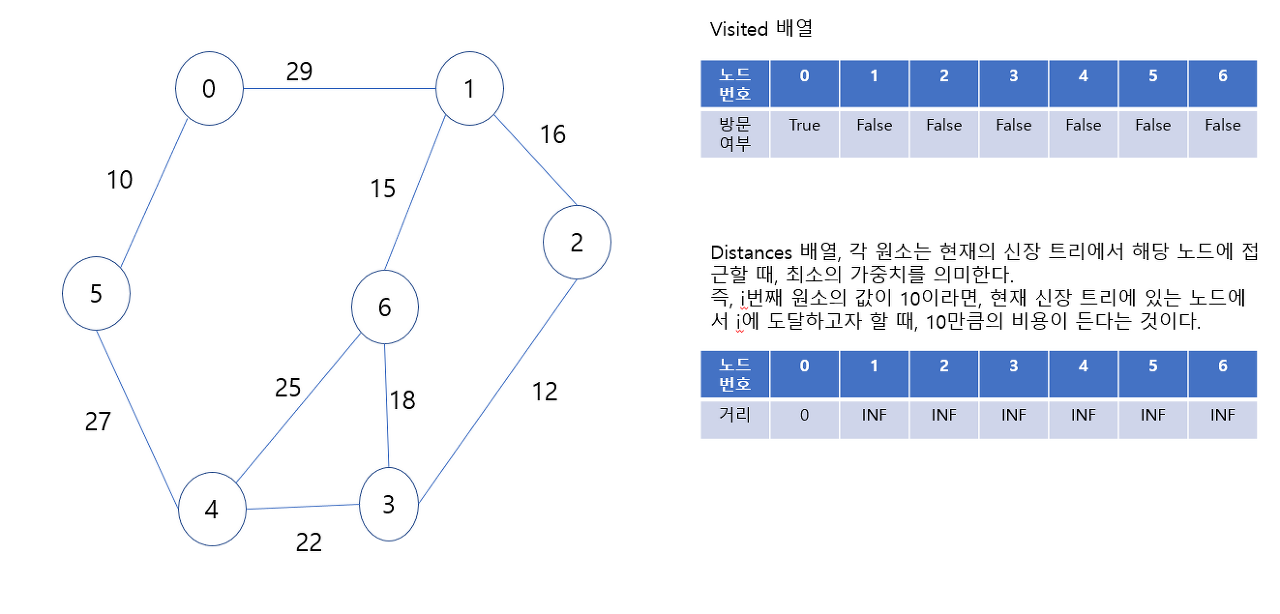 Visited 배열
노드 번호 0 1 2 3 4 5 6
방문 여부 True False False False False False False
Distances 배열, 각 원소는 현재의 신장 트리에서 해당 노드에 접
근할 때, 최소의 가중치를 의미한다.
즉, i번째 원소의 값이 10이라면, 현재 신장 트리에 있는 노드에
서 i에 도달하고자 할 때, 10만큼의 비용이 든다는 것이다.
노드 번호 0 1 2 3 4 5 6
거리 0 INF INF INF INF INF INF
29
0
1
16
10
15
2
5
6
25
18
12
27
4
3
22